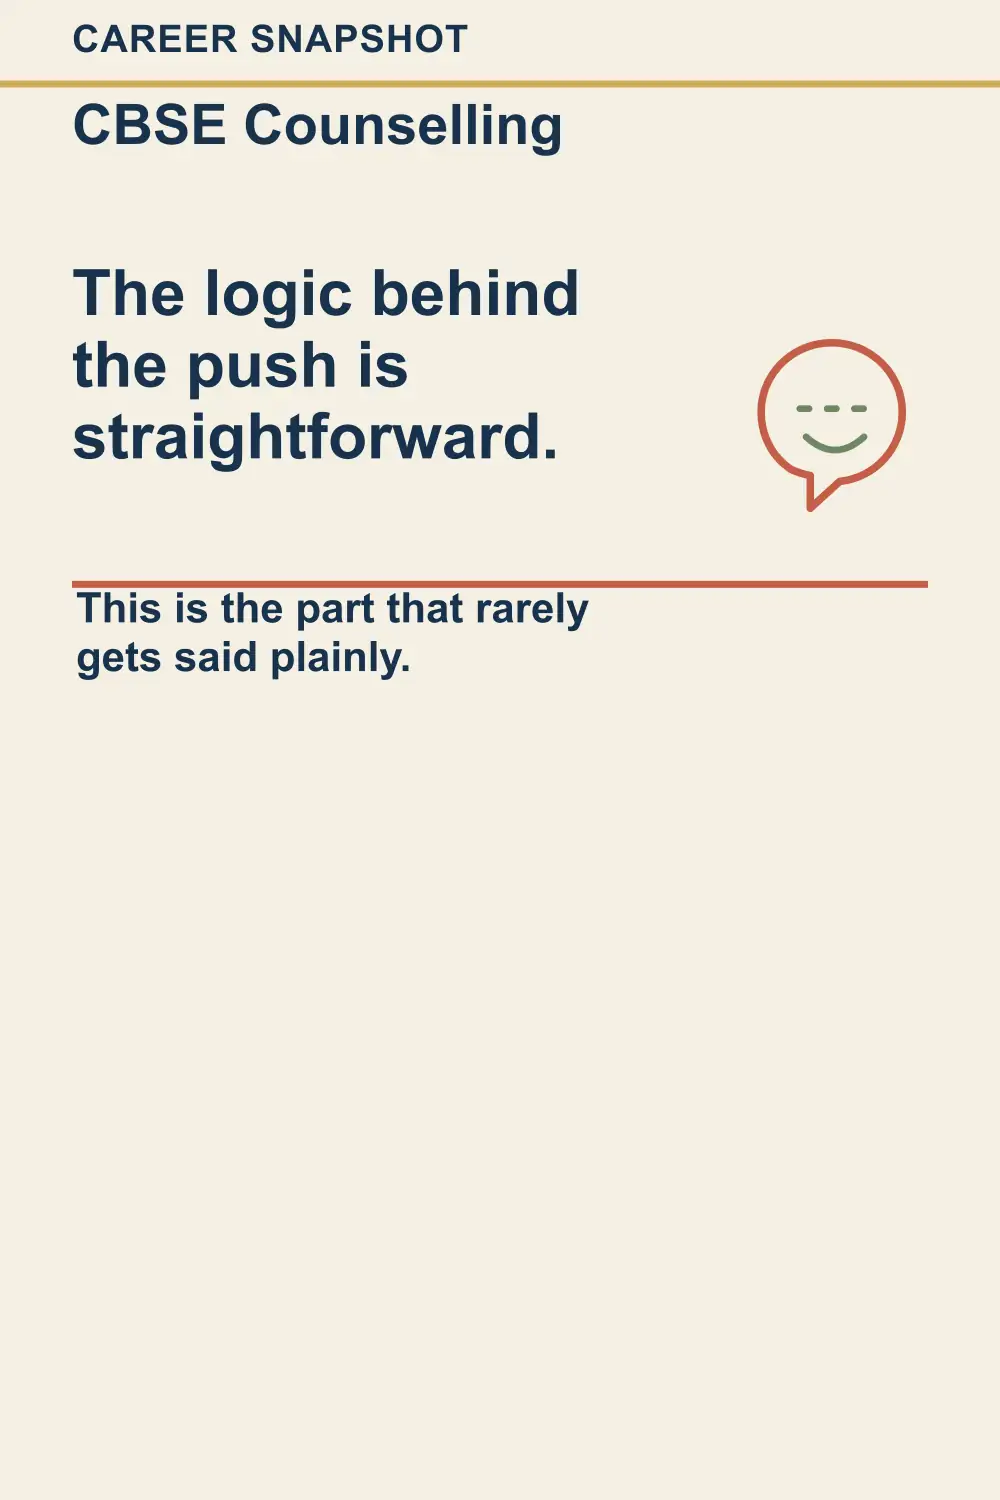 CAREER SNAPSHOT
CBSE Counselling
The logic behind
the push is
straightforward.
This is the part that rarely
gets said plainly.